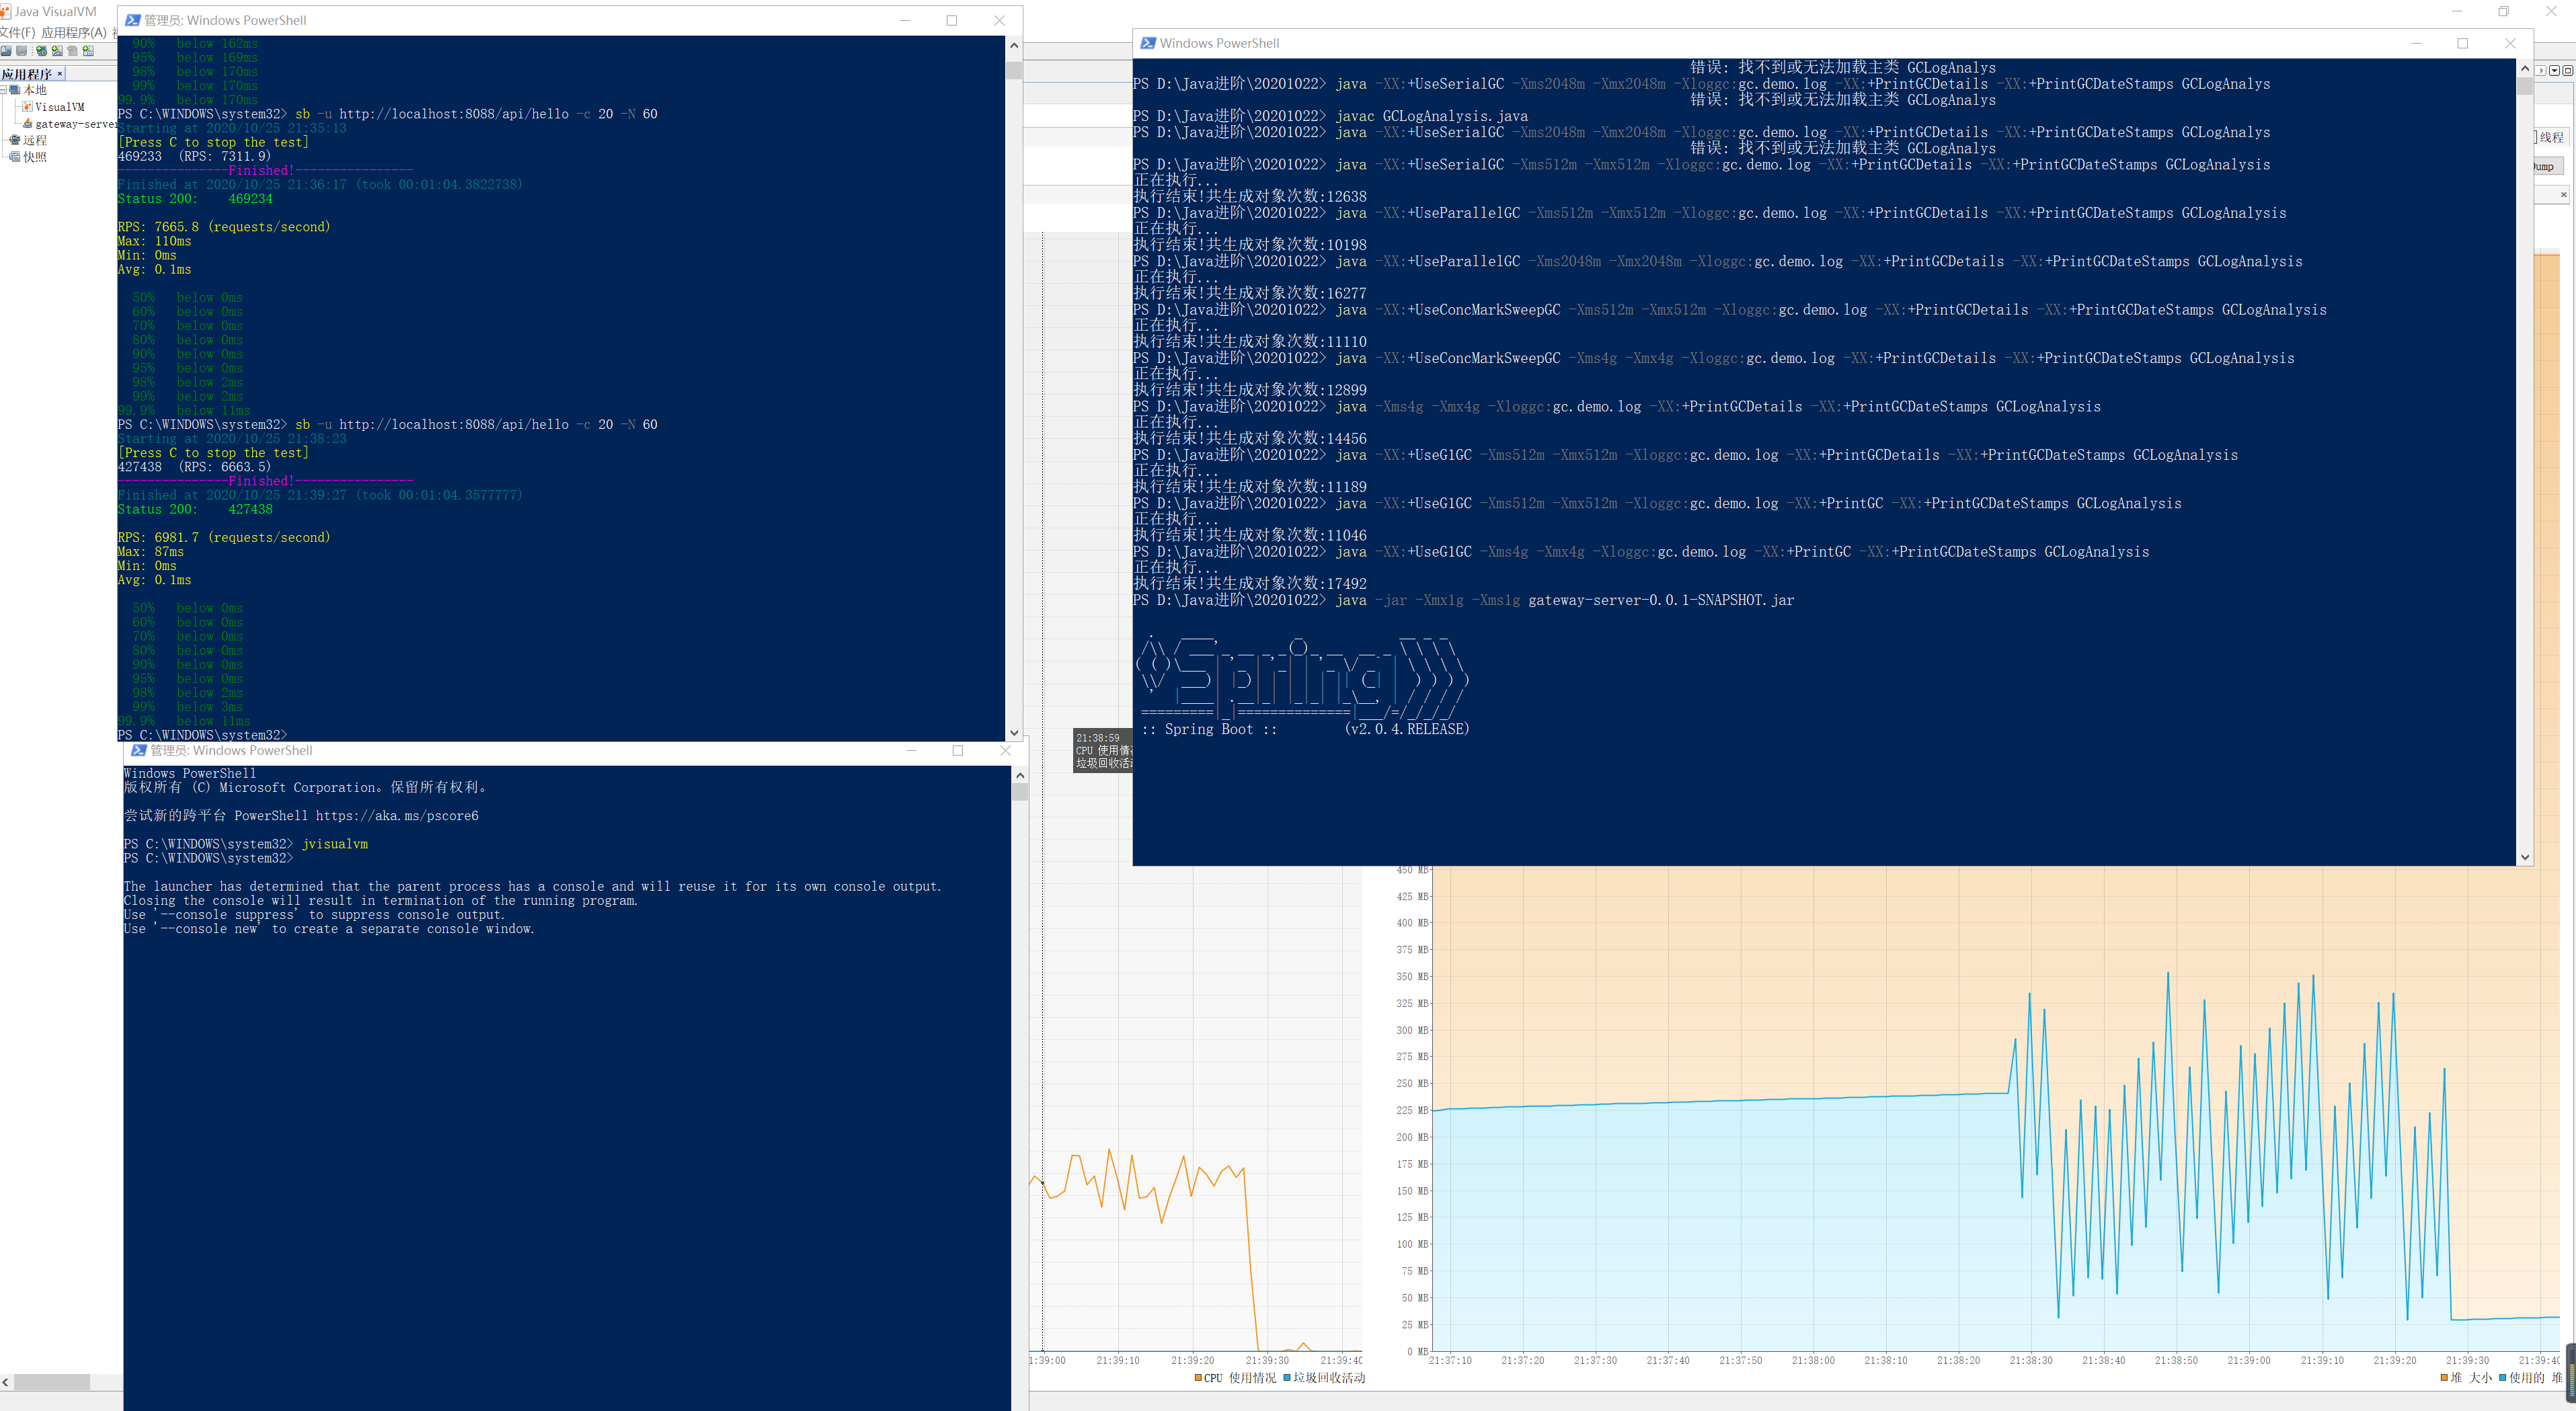 Java VisualVM
文件(F) 应用程序(A)
应用程序 ×
本地
VisualVM
gateway-server
远程
快照
管理员: Windows PowerShell
90%   below 162ms
95%   below 169ms
98%   below 170ms
99%   below 170ms
99.9%   below 170ms
PS C:\WINDOWS\system32> sb -u http://localhost:8088/api/hello -c 20 -N 60
Starting at 2020/10/25 21:35:13
[Press C to stop the test]
469233  (RPS: 7311.9)
---------------Finished!----------------
Finished at 2020/10/25 21:36:17 (took 00:01:04.3822738)
Status 200:    469234
RPS: 7665.8 (requests/second)
Max: 110ms
Min: 0ms
Avg: 0.1ms
50%   below 0ms
60%   below 0ms
70%   below 0ms
80%   below 0ms
90%   below 0ms
95%   below 0ms
98%   below 2ms
99%   below 2ms
99.9%   below 11ms
PS C:\WINDOWS\system32> sb -u http://localhost:8088/api/hello -c 20 -N 60
Starting at 2020/10/25 21:38:23
[Press C to stop the test]
427438  (RPS: 6663.5)
---------------Finished!----------------
Finished at 2020/10/25 21:39:27 (took 00:01:04.3577777)
Status 200:    427438
RPS: 6981.7 (requests/second)
Max: 87ms
Min: 0ms
Avg: 0.1ms
50%   below 0ms
60%   below 0ms
70%   below 0ms
80%   below 0ms
90%   below 0ms
95%   below 0ms
98%   below 2ms
99%   below 3ms
99.9%   below 11ms
PS C:\WINDOWS\system32>
管理员: Windows PowerShell
Windows PowerShell
版权所有 (C) Microsoft Corporation。保留所有权利。
尝试新的跨平台 PowerShell https://aka.ms/pscore6
PS C:\WINDOWS\system32> jvisualvm
PS C:\WINDOWS\system32>
The launcher has determined that the parent process has a console and will reuse it for its own console output.
Closing the console will result in termination of the running program.
Use '--console suppress' to suppress console output.
Use '--console new' to create a separate console window.
Windows PowerShell
错误: 找不到或无法加载主类 GCLogAnalys
PS D:\Java进阶\20201022> java -XX:+UseSerialGC -Xms2048m -Xmx2048m -Xloggc:gc.demo.log -XX:+PrintGCDetails -XX:+PrintGCDateStamps GCLogAnalys
错误: 找不到或无法加载主类 GCLogAnalys
PS D:\Java进阶\20201022> javac GCLogAnalysis.java
PS D:\Java进阶\20201022> java -XX:+UseSerialGC -Xms2048m -Xmx2048m -Xloggc:gc.demo.log -XX:+PrintGCDetails -XX:+PrintGCDateStamps GCLogAnalys
错误: 找不到或无法加载主类 GCLogAnalys
PS D:\Java进阶\20201022> java -XX:+UseSerialGC -Xms512m -Xmx512m -Xloggc:gc.demo.log -XX:+PrintGCDetails -XX:+PrintGCDateStamps GCLogAnalysis
正在执行...
执行结束!共生成对象次数:12638
PS D:\Java进阶\20201022> java -XX:+UseParallelGC -Xms512m -Xmx512m -Xloggc:gc.demo.log -XX:+PrintGCDetails -XX:+PrintGCDateStamps GCLogAnalysis
正在执行...
执行结束!共生成对象次数:10198
PS D:\Java进阶\20201022> java -XX:+UseParallelGC -Xms2048m -Xmx2048m -Xloggc:gc.demo.log -XX:+PrintGCDetails -XX:+PrintGCDateStamps GCLogAnalysis
正在执行...
执行结束!共生成对象次数:16277
PS D:\Java进阶\20201022> java -XX:+UseConcMarkSweepGC -Xms512m -Xmx512m -Xloggc:gc.demo.log -XX:+PrintGCDetails -XX:+PrintGCDateStamps GCLogAnalysis
正在执行...
执行结束!共生成对象次数:11110
PS D:\Java进阶\20201022> java -XX:+UseConcMarkSweepGC -Xms4g -Xmx4g -Xloggc:gc.demo.log -XX:+PrintGCDetails -XX:+PrintGCDateStamps GCLogAnalysis
正在执行...
执行结束!共生成对象次数:12899
PS D:\Java进阶\20201022> java -Xms4g -Xmx4g -Xloggc:gc.demo.log -XX:+PrintGCDetails -XX:+PrintGCDateStamps GCLogAnalysis
正在执行...
执行结束!共生成对象次数:14456
PS D:\Java进阶\20201022> java -XX:+UseG1GC -Xms512m -Xmx512m -Xloggc:gc.demo.log -XX:+PrintGCDetails -XX:+PrintGCDateStamps GCLogAnalysis
正在执行...
执行结束!共生成对象次数:11189
PS D:\Java进阶\20201022> java -XX:+UseG1GC -Xms512m -Xmx512m -Xloggc:gc.demo.log -XX:+PrintGC -XX:+PrintGCDateStamps GCLogAnalysis
正在执行...
执行结束!共生成对象次数:11046
PS D:\Java进阶\20201022> java -XX:+UseG1GC -Xms4g -Xmx4g -Xloggc:gc.demo.log -XX:+PrintGC -XX:+PrintGCDateStamps GCLogAnalysis
正在执行...
执行结束!共生成对象次数:17492
PS D:\Java进阶\20201022> java -jar -Xmx1g -Xms1g gateway-server-0.0.1-SNAPSHOT.jar
Spring
:: Spring Boot ::        (v2.0.4.RELEASE)
线程
Dump
21:38:59
CPU 使用情
垃圾回收活
450 MB
425 MB
400 MB
375 MB
350 MB
325 MB
300 MB
275 MB
250 MB
225 MB
200 MB
175 MB
150 MB
125 MB
100 MB
75 MB
50 MB
25 MB
0 MB
1:39:00 21:39:10 21:39:20 21:39:30 21:39:40
CPU 使用情况 垃圾回收活动
21:37:10 21:37:20 21:37:30 21:37:40 21:37:50 21:38:00 21:38:10 21:38:20 21:38:30 21:38:40 21:38:50 21:39:00 21:39:10 21:39:20 21:39:30 21:39:40
堆 大小 使用的 堆